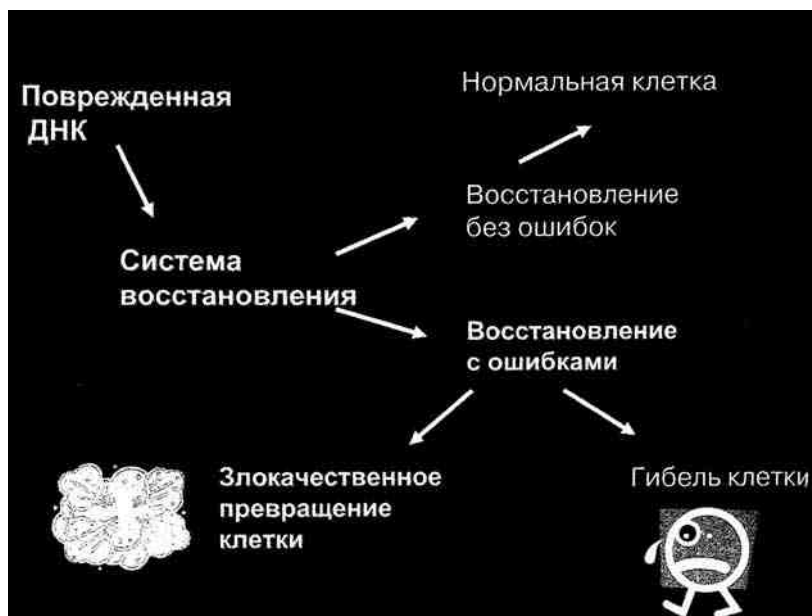 Поврежденная
ДНК
Система
восстановления
Нормальная клетка
Восстановление
без ошибок
Восстановление
с ошибками
Злокачественное
превращение
клетки
Гибель клетки